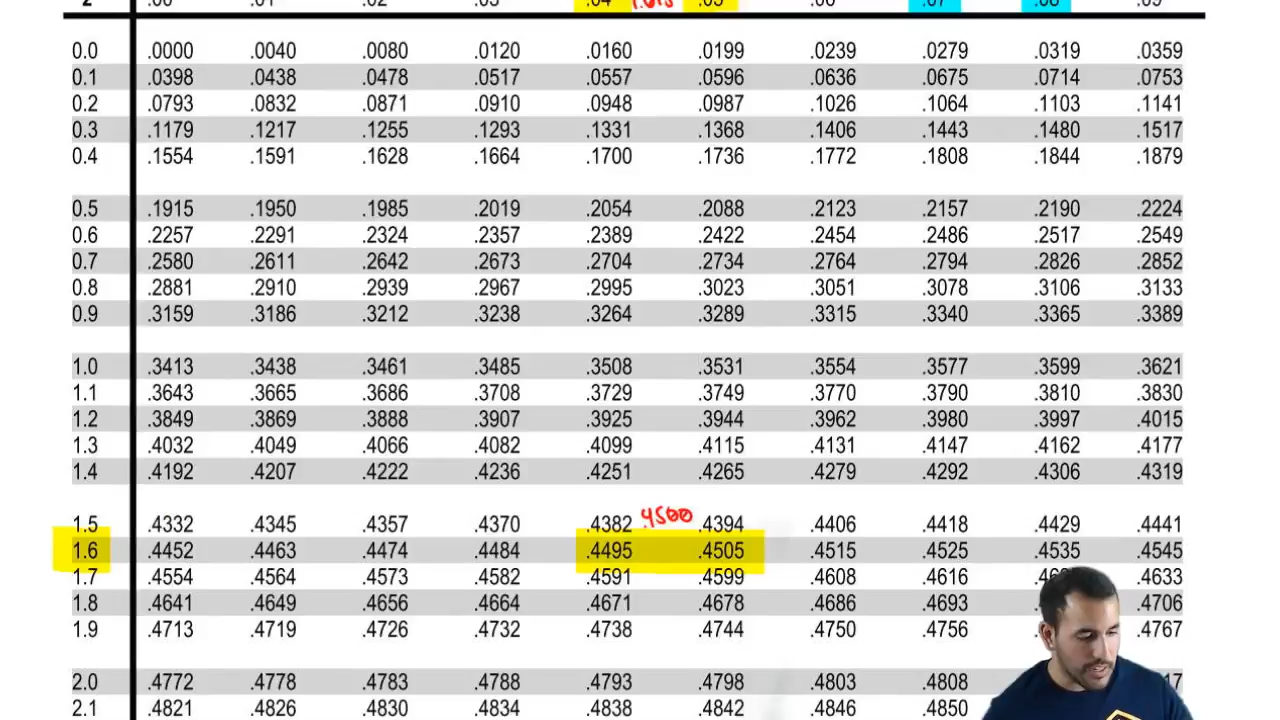 z .00 .01 .02 .03 .04 1.645 .05 .06 .07 .08 .09
0.0 .0000 .0040 .0080 .0120 .0160 .0199 .0239 .0279 .0319 .0359
0.1 .0398 .0438 .0478 .0517 .0557 .0596 .0636 .0675 .0714 .0753
0.2 .0793 .0832 .0871 .0910 .0948 .0987 .1026 .1064 .1103 .1141
0.3 .1179 .1217 .1255 .1293 .1331 .1368 .1406 .1443 .1480 .1517
0.4 .1554 .1591 .1628 .1664 .1700 .1736 .1772 .1808 .1844 .1879
0.5 .1915 .1950 .1985 .2019 .2054 .2088 .2123 .2157 .2190 .2224
0.6 .2257 .2291 .2324 .2357 .2389 .2422 .2454 .2486 .2517 .2549
0.7 .2580 .2611 .2642 .2673 .2704 .2734 .2764 .2794 .2826 .2852
0.8 .2881 .2910 .2939 .2967 .2995 .3023 .3051 .3078 .3106 .3133
0.9 .3159 .3186 .3212 .3238 .3264 .3289 .3315 .3340 .3365 .3389
1.0 .3413 .3438 .3461 .3485 .3508 .3531 .3554 .3577 .3599 .3621
1.1 .3643 .3665 .3686 .3708 .3729 .3749 .3770 .3790 .3810 .3830
1.2 .3849 .3869 .3888 .3907 .3925 .3944 .3962 .3980 .3997 .4015
1.3 .4032 .4049 .4066 .4082 .4099 .4115 .4131 .4147 .4162 .4177
1.4 .4192 .4207 .4222 .4236 .4251 .4265 .4279 .4292 .4306 .4319
.4500
1.5 .4332 .4345 .4357 .4370 .4382 .4394 .4406 .4418 .4429 .4441
1.6 .4452 .4463 .4474 .4484 .4495 .4505 .4515 .4525 .4535 .4545
1.7 .4554 .4564 .4573 .4582 .4591 .4599 .4608 .4616 .4633
1.8 .4641 .4649 .4656 .4664 .4671 .4678 .4686 .4693 .4706
1.9 .4713 .4719 .4726 .4732 .4738 .4744 .4750 .4756 .4767
2.0 .4772 .4778 .4783 .4788 .4793 .4798 .4803 .4808
2.1 .4821 .4826 .4830 .4834 .4838 .4842 .4846 .4850